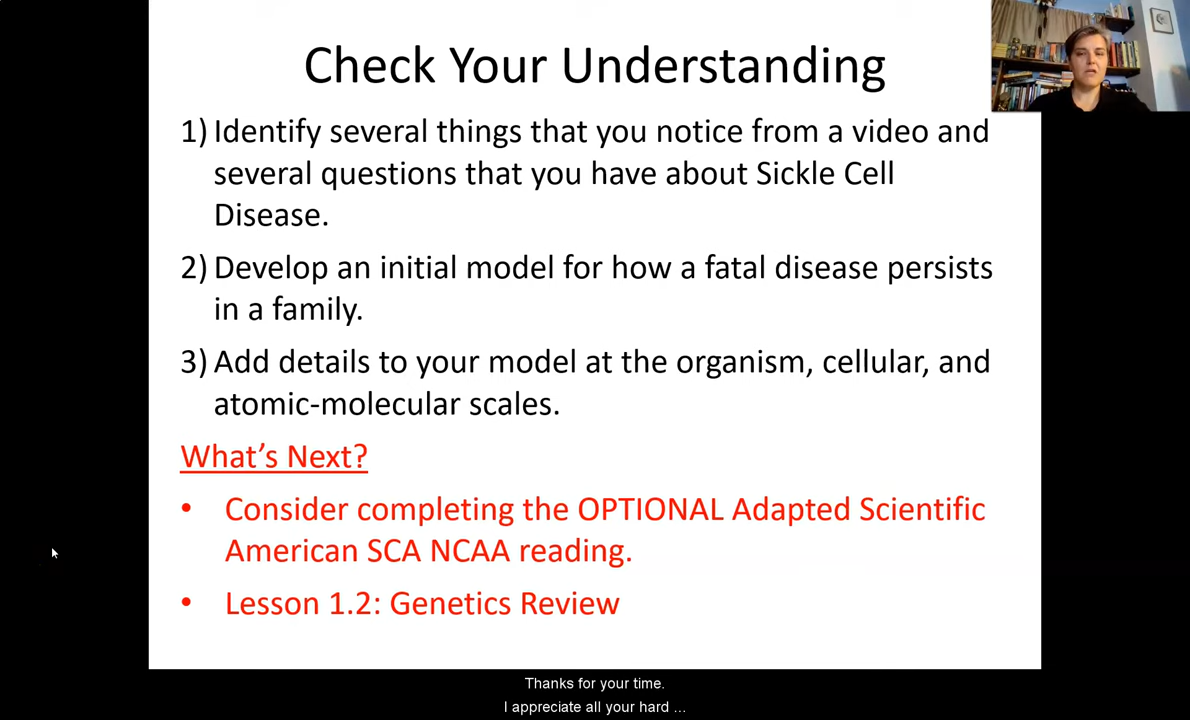 Check Your Understanding
1) Identify several things that you notice from a video and
several questions that you have about Sickle Cell
Disease.
2) Develop an initial model for how a fatal disease persists
in a family.
3) Add details to your model at the organism, cellular, and
atomic-molecular scales.
What’s Next?
• Consider completing the OPTIONAL Adapted Scientific
American SCA NCAA reading.
• Lesson 1.2: Genetics Review
Thanks for your time.
I appreciate all your hard ...